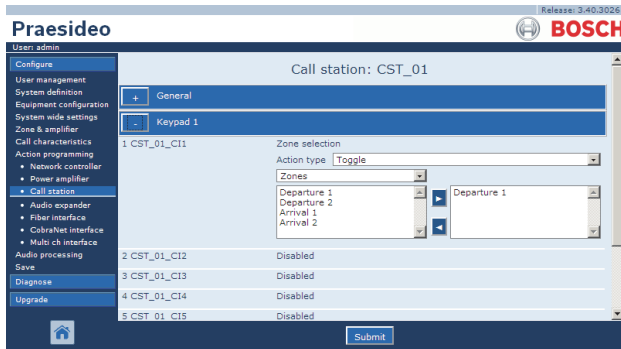 Release: 3.40.3026
Praesideo
BOSCH
User: admin
Configure
User management
System definition
Equipment configuration
System wide settings
Zone & amplifier
Call characteristics
Action programming
• Network controller
• Power amplifier
• Call station
• Audio expander
• Fiber interface
• CobraNet interface
• Multi ch interface
Audio processing
Save
Diagnose
Upgrade
Call station: CST_01
+ General
- Keypad 1
1 CST_01_CI1 Zone selection
Action type Toggle
Zones
Departure 1
Departure 2
Arrival 1
Arrival 2
Departure 1
2 CST_01_CI2 Disabled
3 CST_01_CI3 Disabled
4 CST_01_CI4 Disabled
5 CST_01_CI5 Disabled
Submit